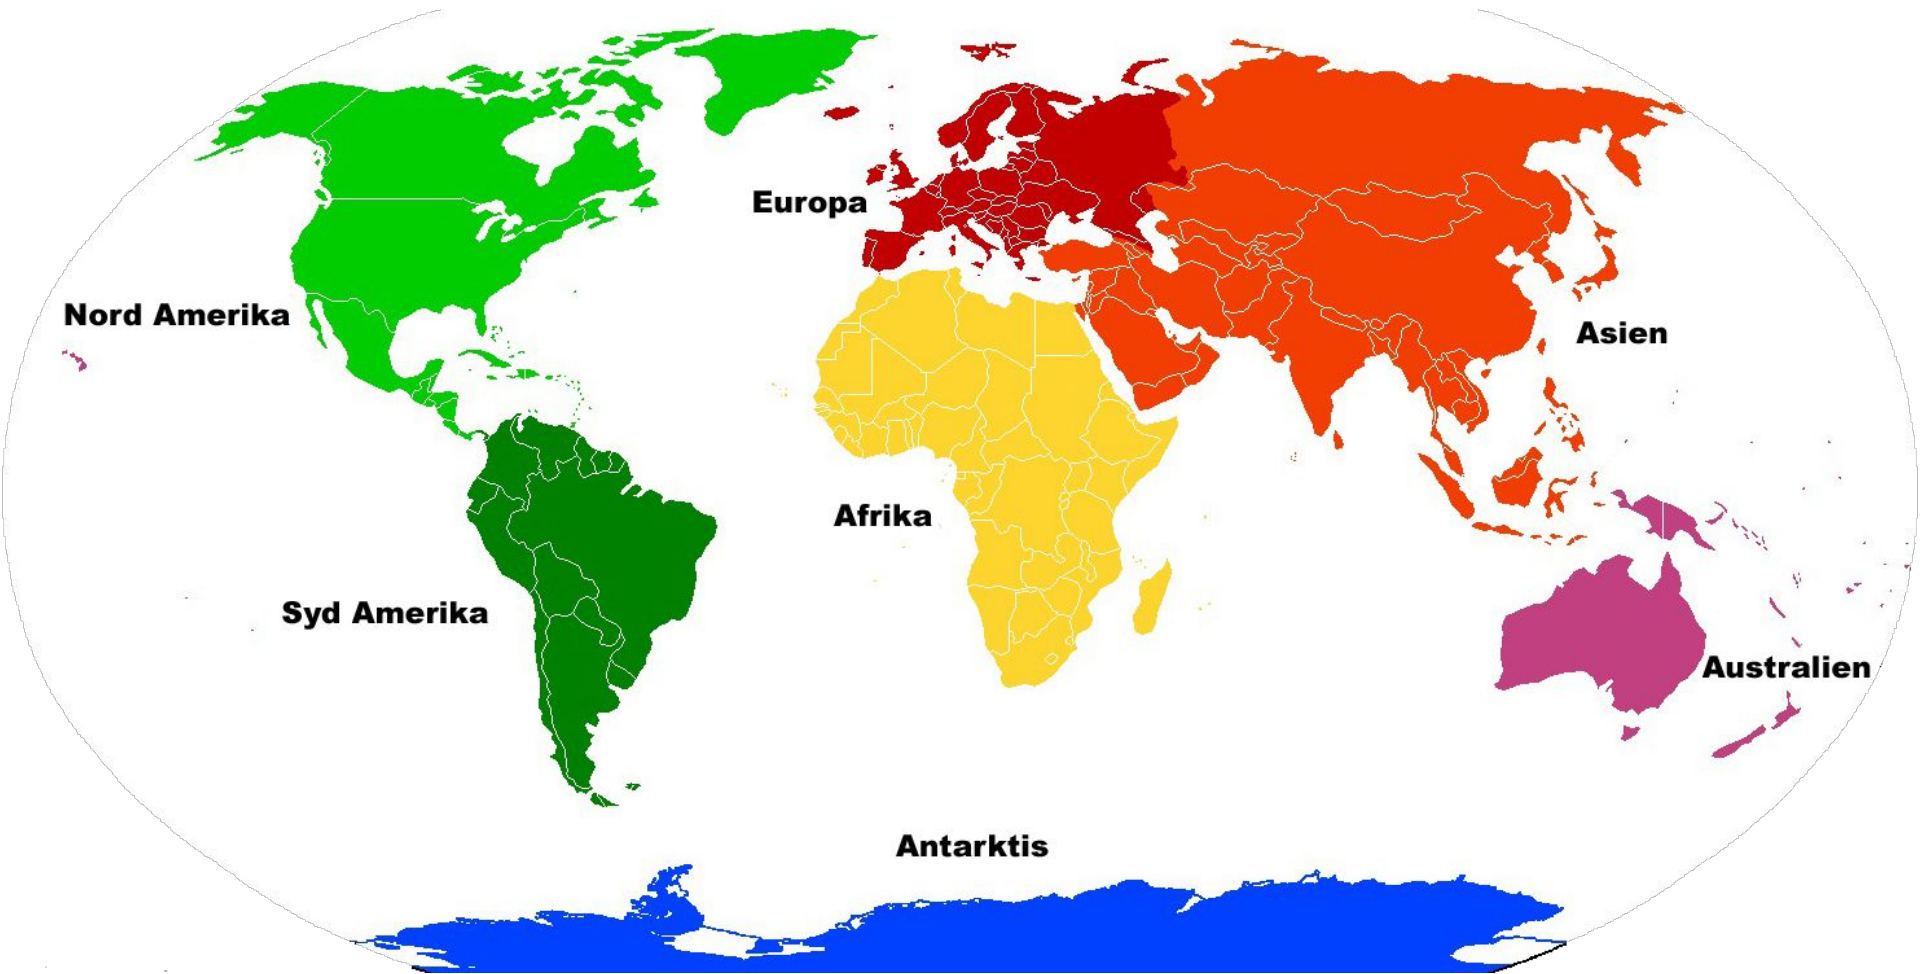 Europa
Nord Amerika
Asien
Afrika
Syd Amerika
Australien
Antarktis